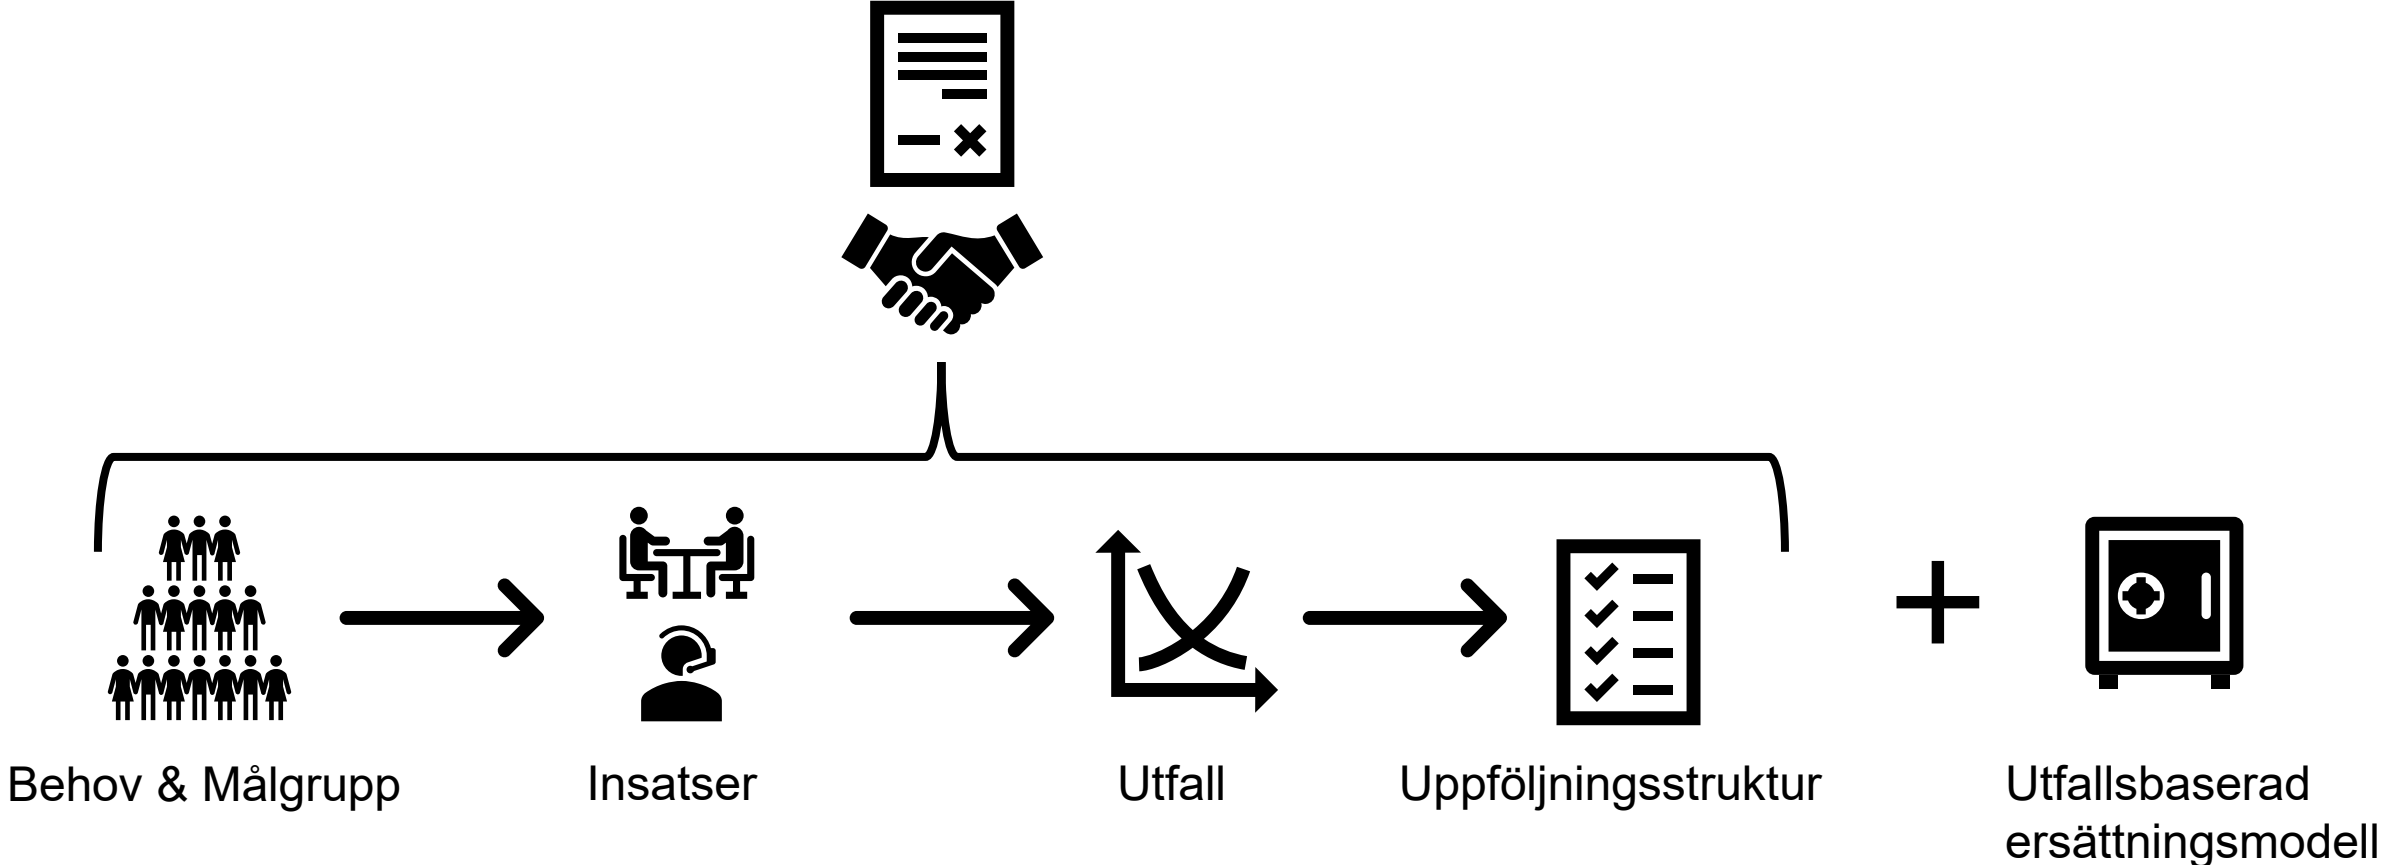 Behov & Målgrupp
Insatser
Utfall
Uppföljningsstruktur
Utfallsbaserad
ersättningsmodell